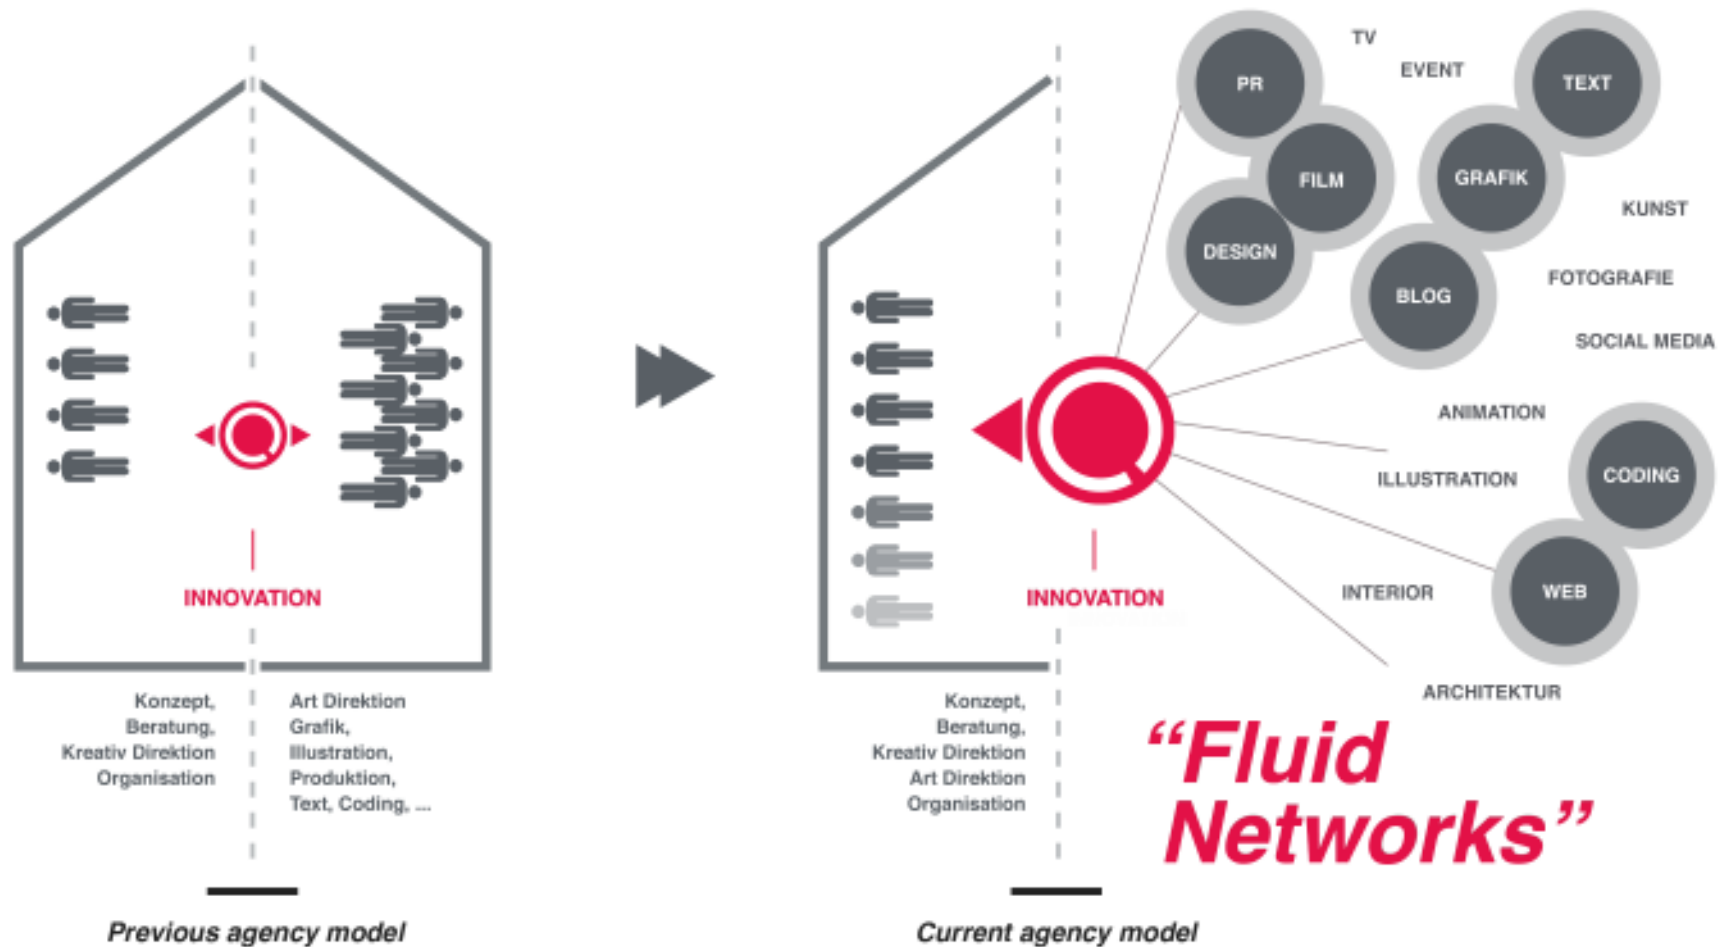 INNOVATION
Konzept,
Beratung,
Kreativ Direktion
Organisation
Art Direktion
Grafik,
Illustration,
Produktion,
Text, Coding, ...
Previous agency model
INNOVATION
Konzept,
Beratung,
Kreativ Direktion
Art Direktion
Organisation
Current agency model
PR
TV
EVENT
TEXT
FILM
GRAFIK
KUNST
DESIGN
BLOG
FOTOGRAFIE
SOCIAL MEDIA
ANIMATION
ILLUSTRATION
CODING
INTERIOR
WEB
ARCHITEKTUR
“Fluid
Networks”